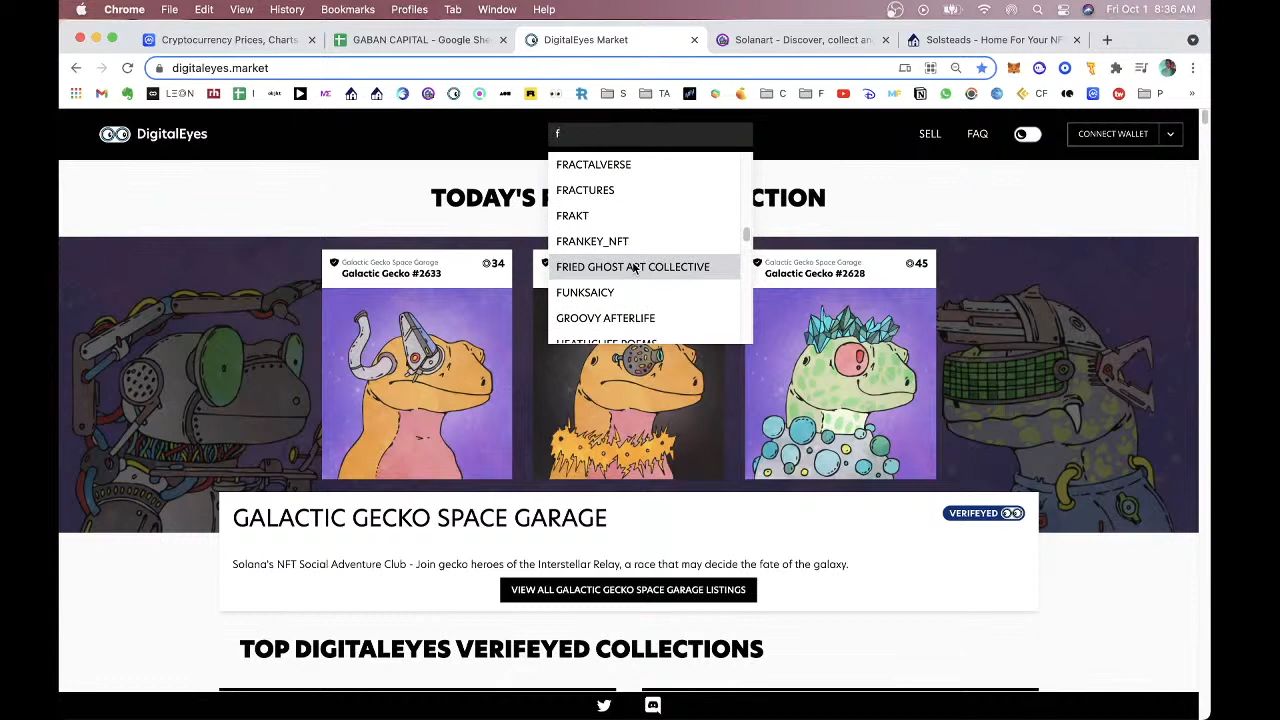 Chrome File Edit View History Bookmarks Profiles Tab Window Help
Fri Oct 1 8:36 AM
Cryptocurrency Prices, Charts
GABAN CAPITAL - Google She
DigitalEyes Market
Solanart - Discover, collect an
Solsteads - Home For Your NF
digitaleyes.market
LEON
I
S
TA
C
F
CF
P
»
DigitalEyes
f
SELL
FAQ
CONNECT WALLET
FRACTALVERSE
FRACTURES
FRAKT
FRANKEY_NFT
FRIED GHOST ART COLLECTIVE
FUNKSAICY
GROOVY AFTERLIFE
HEATHCLIFF POEMS
TODAY'S
CTION
Galactic Gecko Space Garage
Galactic Gecko #2633
34
Galactic Gecko Space Garage
Galactic Gecko #2628
45
GALACTIC GECKO SPACE GARAGE
VERIFEYED
Solana's NFT Social Adventure Club - Join gecko heroes of the Interstellar Relay, a race that may decide the fate of the galaxy.
VIEW ALL GALACTIC GECKO SPACE GARAGE LISTINGS
TOP DIGITALEYES VERIFEYED COLLECTIONS